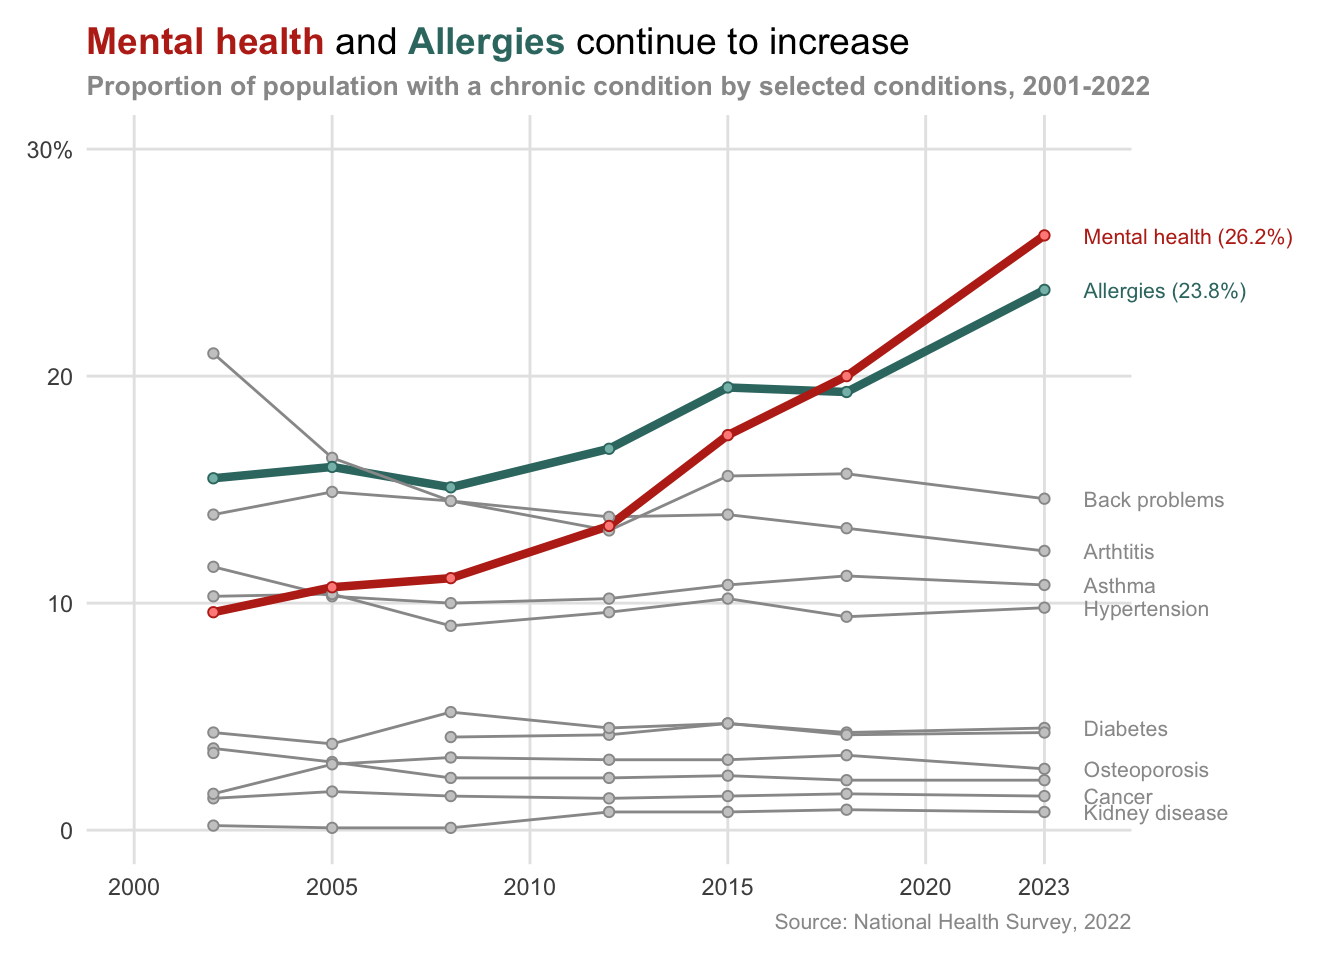 Mental health and Allergies continue to increase
Proportion of population with a chronic condition by selected conditions, 2001-2022
30%
Mental health (26.2%)
Allergies (23.8%)
20
Back problems
Arthtitis
Asthma
10
Hypertension
Diabetes
Osteoporosis
Cancer
Kidney disease
0
2000 2005 2010 2015 2020 2023
Source: National Health Survey, 2022